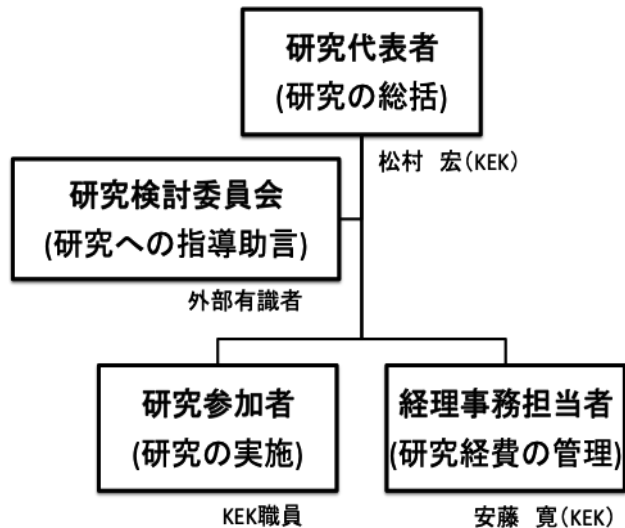 研究代表者
(研究の総括)
松村 宏(KEK)
研究検討委員会
(研究への指導助言)
外部有識者
研究参加者
(研究の実施)
KEK職員
経理事務担当者
(研究経費の管理)
安藤 寛(KEK)